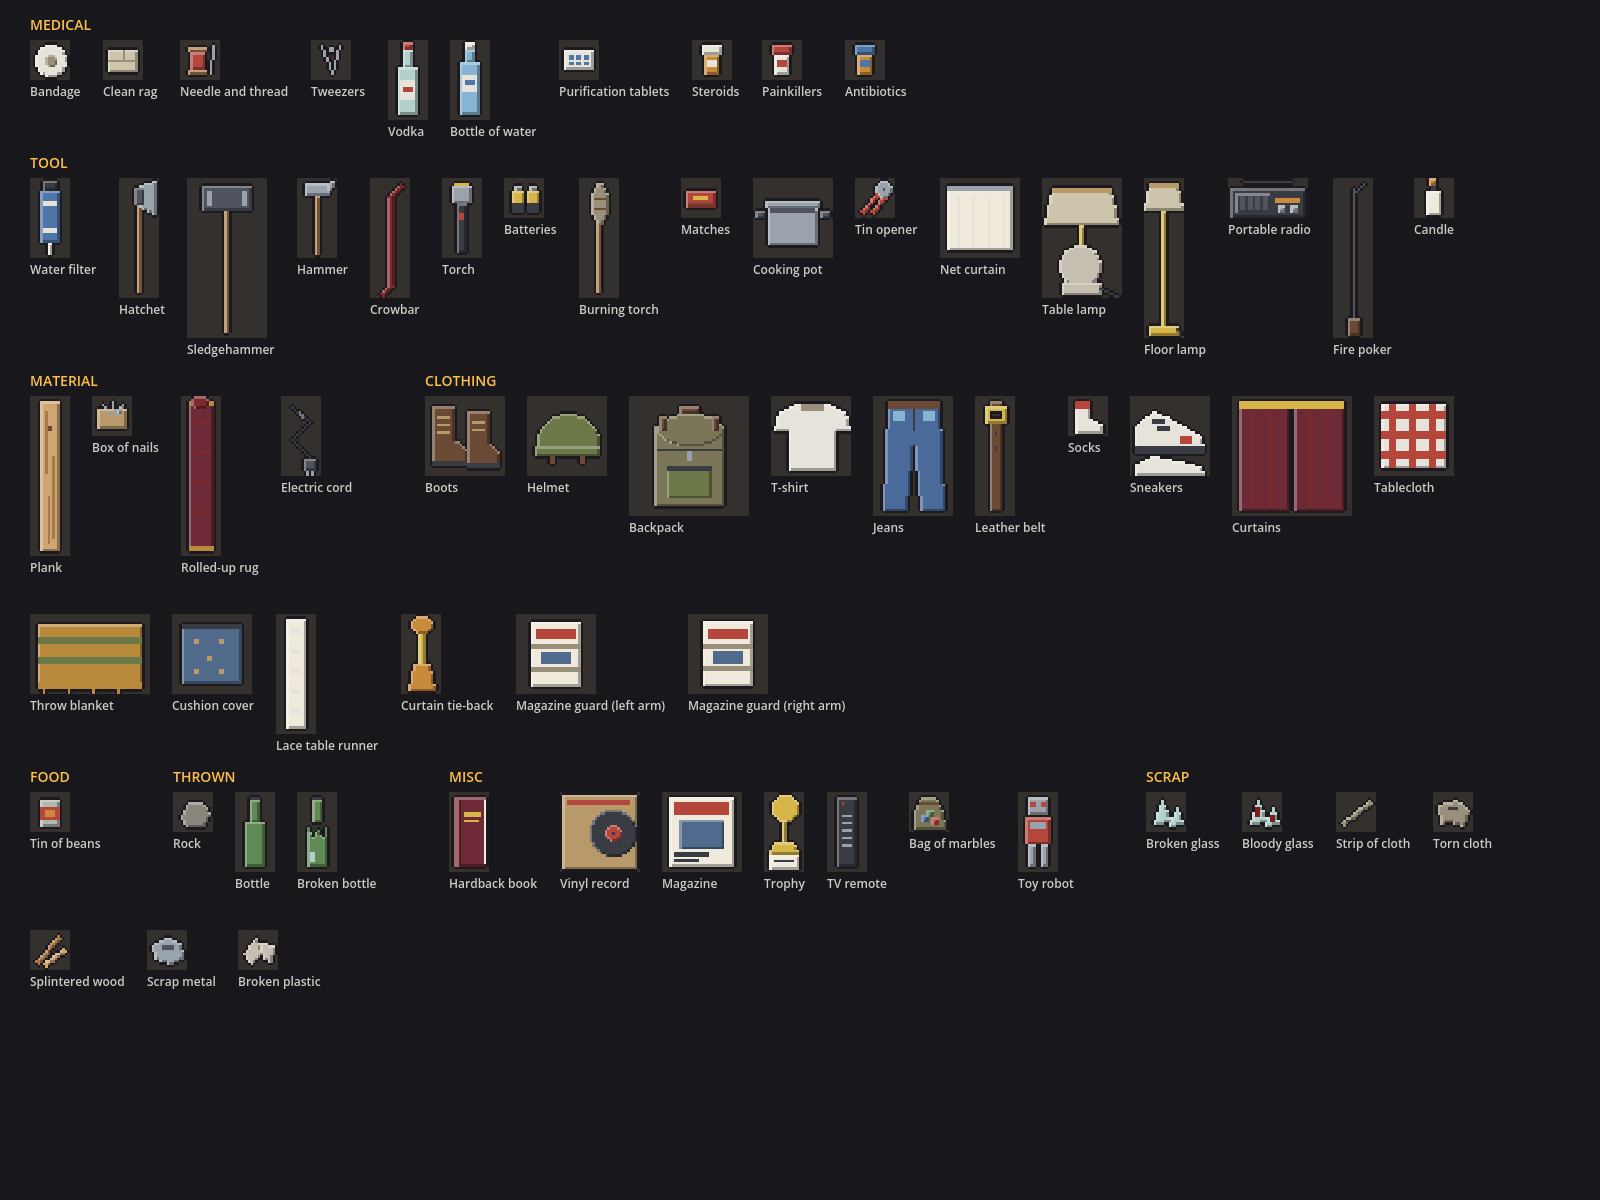 MEDICAL
Bandage
Clean rag
Needle and thread
Tweezers
Vodka
Bottle of water
Purification tablets
Steroids
Painkillers
Antibiotics
TOOL
Water filter
Hatchet
Sledgehammer
Hammer
Crowbar
Torch
Batteries
Burning torch
Matches
Cooking pot
Tin opener
Net curtain
Table lamp
Floor lamp
Portable radio
Fire poker
Candle
MATERIAL
Plank
Box of nails
Rolled-up rug
Electric cord
CLOTHING
Boots
Helmet
Backpack
T-shirt
Jeans
Leather belt
Socks
Sneakers
Curtains
Tablecloth
Throw blanket
Cushion cover
Lace table runner
Curtain tie-back
Magazine guard (left arm)
Magazine guard (right arm)
FOOD
Tin of beans
THROWN
Rock
Bottle
Broken bottle
MISC
Hardback book
Vinyl record
Magazine
Trophy
TV remote
Bag of marbles
Toy robot
SCRAP
Broken glass
Bloody glass
Strip of cloth
Torn cloth
Splintered wood
Scrap metal
Broken plastic